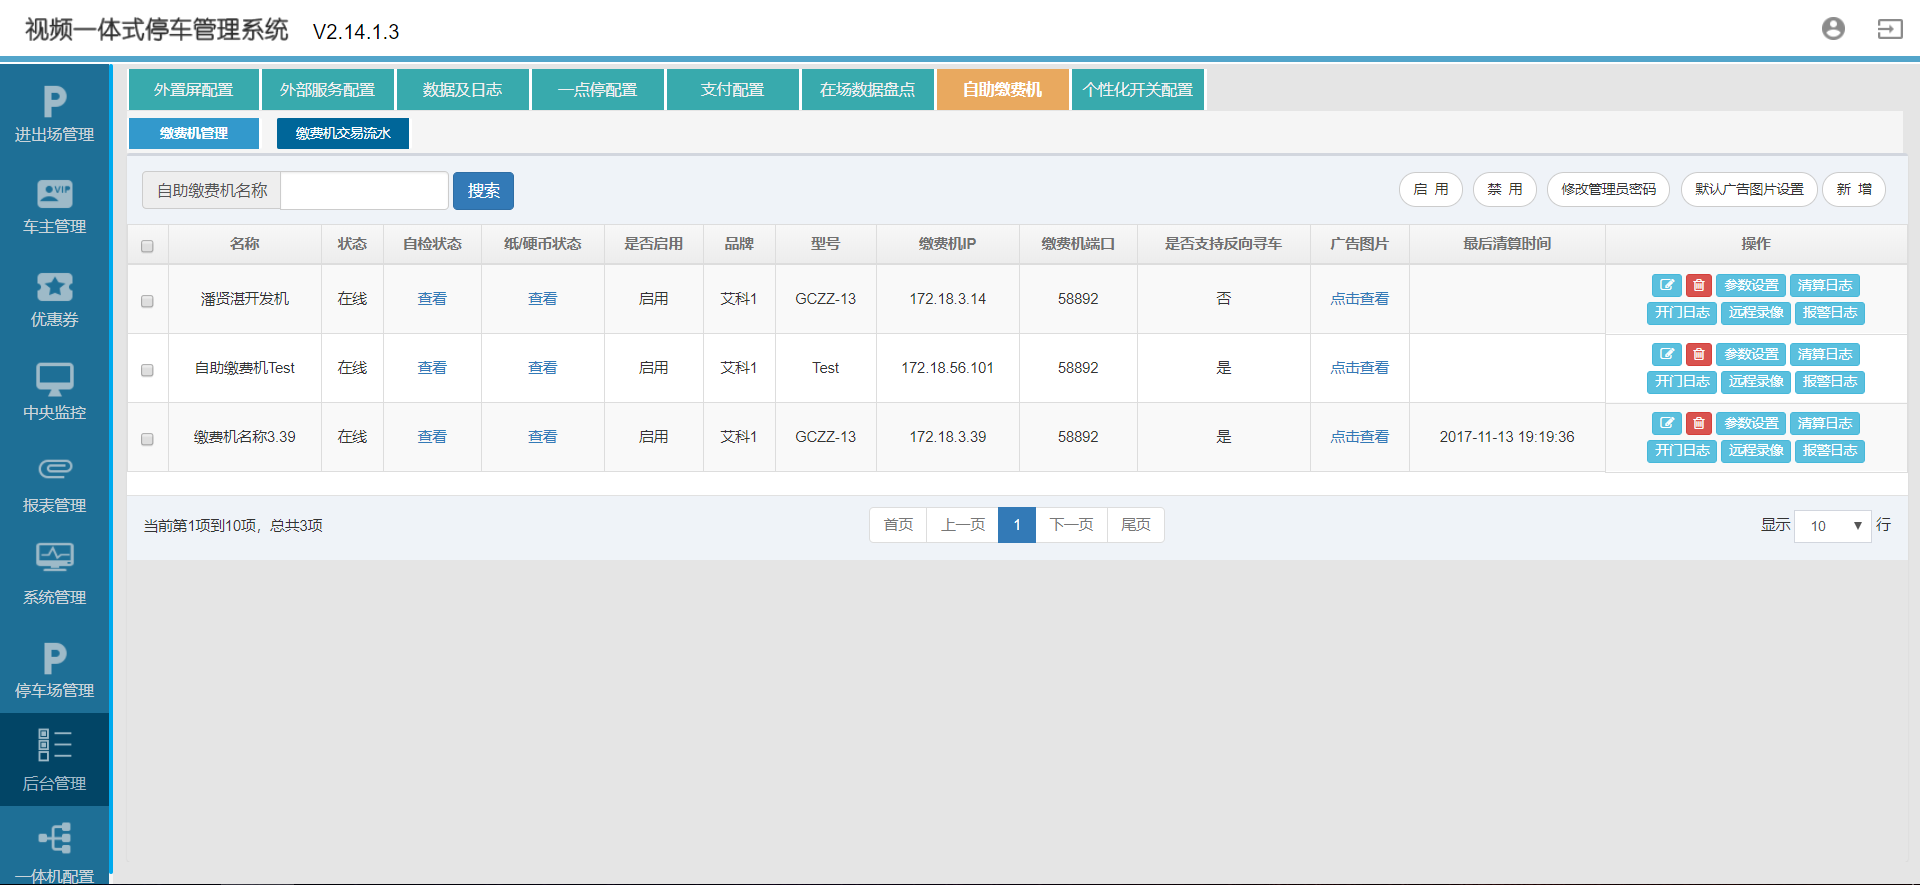 视频一体式停车管理系统 V2.14.1.3
进出场管理
VIP
车主管理
优惠券
中央监控
报表管理
系统管理
停车场管理
后台管理
一体机配置
外置屏配置 外部服务配置 数据及日志 一点停配置 支付配置 在场数据盘点 自助缴费机 个性化开关配置
缴费机管理 缴费机交易流水
自助缴费机名称 搜索 启 用 禁 用 修改管理员密码 默认广告图片设置 新 增
名称 状态 自检状态 纸/硬币状态 是否启用 品牌 型号 缴费机IP 缴费机端口 是否支持反向寻车 广告图片 最后清算时间 操作
潘贤湛开发机 在线 查看 查看 启用 艾科1 GCZZ-13 172.18.3.14 58892 否 点击查看 参数设置 清算日志
开门日志 远程录像 报警日志
自助缴费机Test 在线 查看 查看 启用 艾科1 Test 172.18.56.101 58892 是 点击查看 参数设置 清算日志
开门日志 远程录像 报警日志
缴费机名称3.39 在线 查看 查看 启用 艾科1 GCZZ-13 172.18.3.39 58892 是 点击查看 2017-11-13 19:19:36 参数设置 清算日志
开门日志 远程录像 报警日志
当前第1项到10项，总共3项 首页 上一页 1 下一页 尾页 显示 10 行